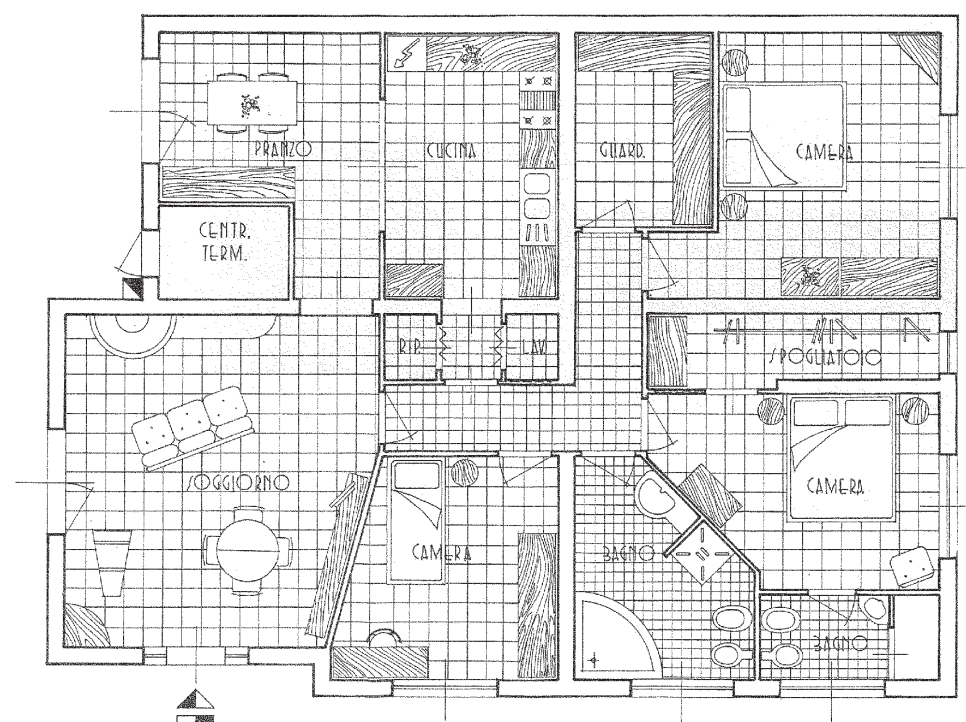 PRANZO
CUCINA
GUARD.
CAMERA
CENTR.
TERM.
RIP.
LAV.
SPOGLIATOIO
SOGGIORNO
CAMERA
CAMERA
BAGNO
BAGNO